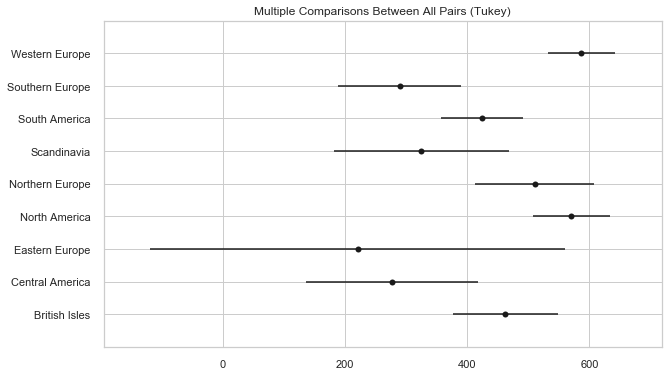 Multiple Comparisons Between All Pairs (Tukey)
Western Europe
Southern Europe
South America
Scandinavia
Northern Europe
North America
Eastern Europe
Central America
British Isles
0 200 400 600